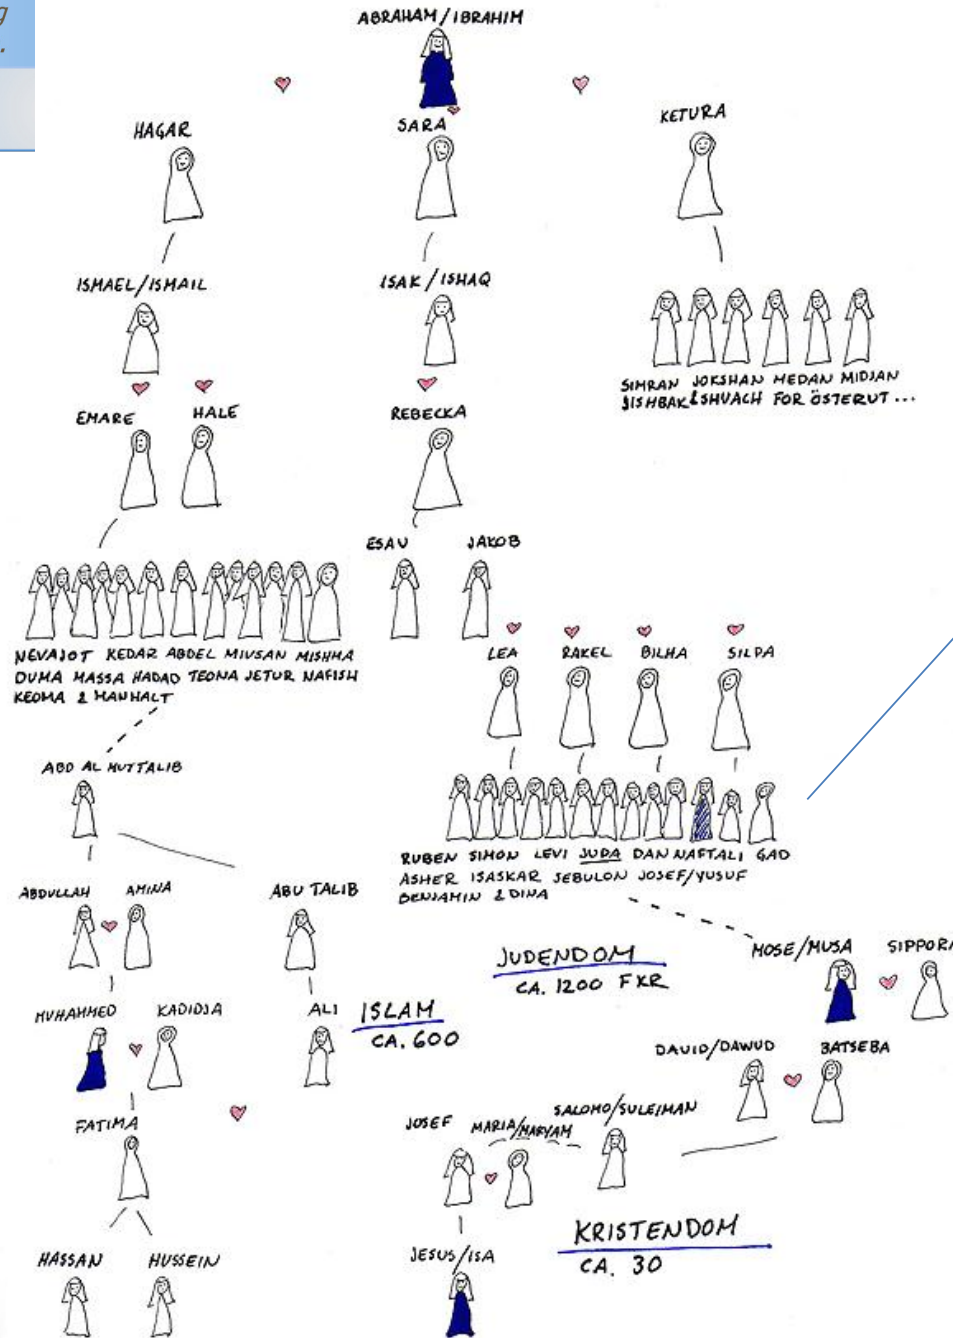 g
.
ABRAHAM/IBRAHIM
HAGAR
SARA
KETURA
ISMAEL/ISMAIL
ISAK/ISHAQ
SIMRAN JOKSHAN MEDAN MIDJAN
JISHBAK & SHUACH FOR ÖSTERUT...
EMARE
HALE
REBECKA
ESAU
JAKOB
NEVAJOT KEDAR ABDEL MIVSAN MISHMA
DUMA MASSA HADAD TEONA JETUR NAFISH
KEDMA & MAHHALT
LEA
RAKEL
BILHA
SILPA
ABD AL MUTTALIB
RUBEN SIMON LEVI JUDA DAN NAFTALI GAD
ASHER ISASKAR SEBULON JOSEF/YUSUF
BENJAMIN & DINA
ABDULLAH
AMINA
ABU TALIB
JUDENDOM
CA. 1200 FKR
MOSE/MUSA
SIPPORA
MUHAMMED
KADIDJA
ALI
ISLAM
CA. 600
DAVID/DAWUD
BATSEBA
FATIMA
JOSEF
MARIA/MARYAM
SALOMO/SULEIMAN
KRISTENDOM
CA. 30
HASSAN
HUSSEIN
JESUS/ISA